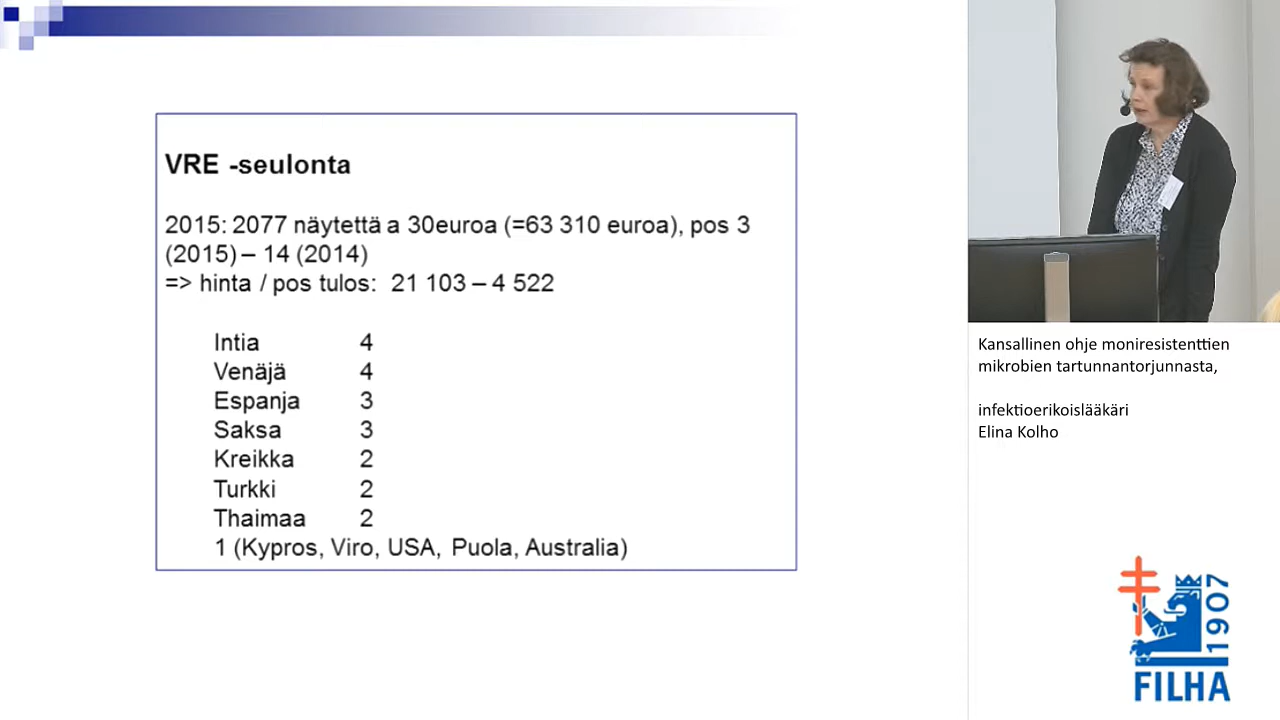 VRE -seulonta
2015: 2077 näytettä a 30euroa (=63 310 euroa), pos 3
(2015) – 14 (2014)
=> hinta / pos tulos: 21 103 – 4 522
Intia 4
Venäjä 4
Espanja 3
Saksa 3
Kreikka 2
Turkki 2
Thaimaa 2
1 (Kypros, Viro, USA, Puola, Australia)
Kansallinen ohje moniresistenttien
mikrobien tartunnantorjunnasta,
infektioerikoislääkäri
Elina Kolho
1907
FILHA